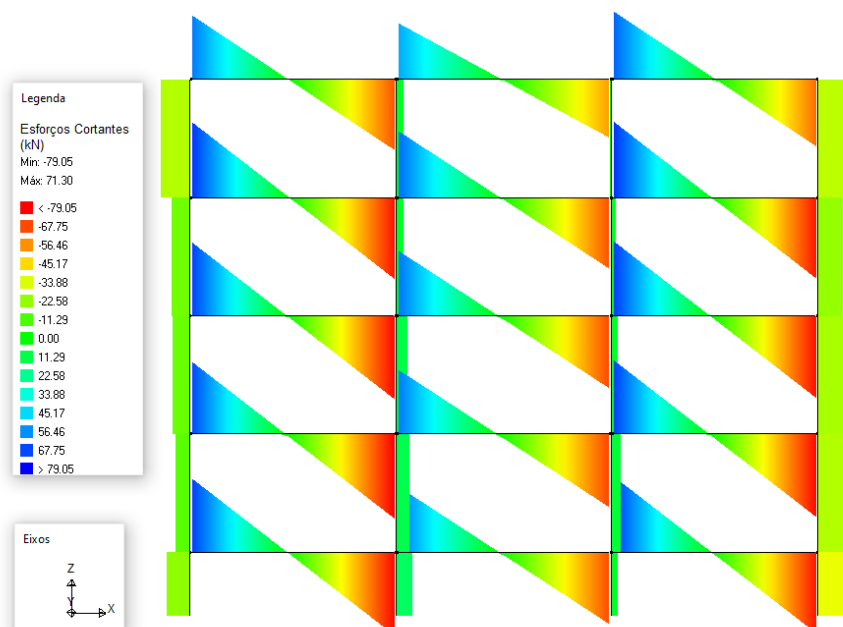 Legenda
Esforços Cortantes
(kN)
Min: -79.05
Máx: 71.30
< -79.05
-67.75
-56.46
-45.17
-33.88
-22.58
-11.29
0.00
11.29
22.58
33.88
45.17
56.46
67.75
> 79.05
Eixos
Z
Y
X